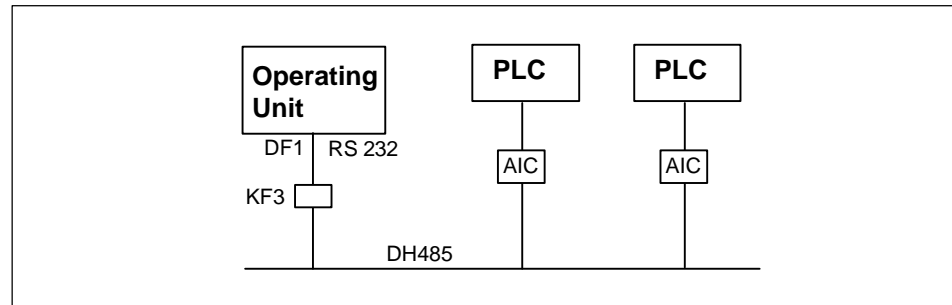 Operating
Unit
PLC
PLC
DF1
RS 232
AIC
AIC
KF3
DH485